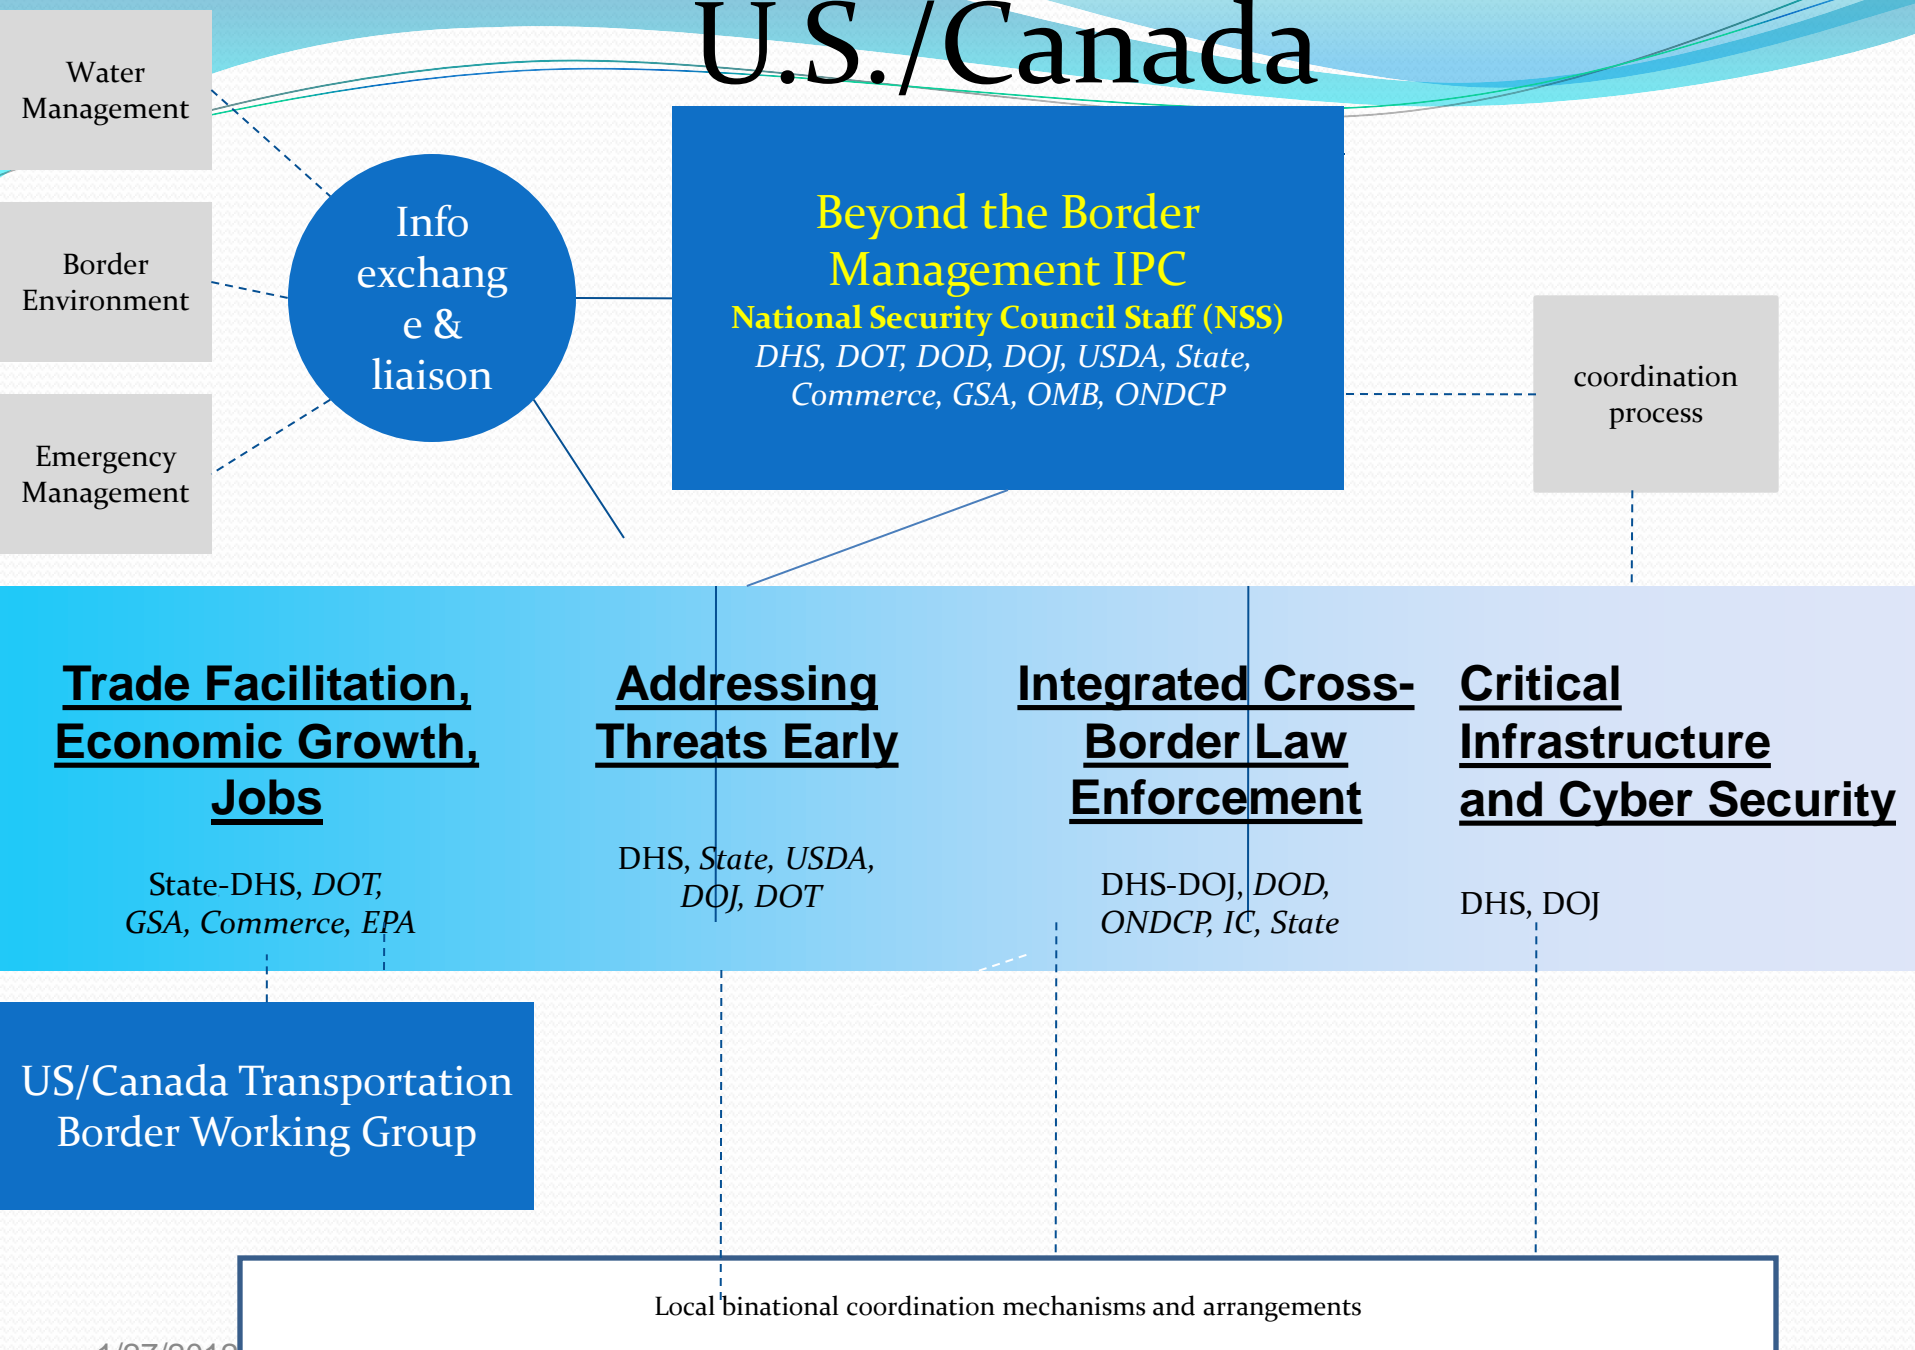 U.S./Canada
Water
Management
Border
Environment
Emergency
Management
Info
exchang
e &
liaison
Beyond the Border
Management IPC
National Security Council Staff (NSS)
DHS, DOT, DOD, DOJ, USDA, State,
Commerce, GSA, OMB, ONDCP
coordination
process
Trade Facilitation,
Economic Growth,
Jobs
State-DHS, DOT,
GSA, Commerce, EPA
Addressing
Threats Early
DHS, State, USDA,
DOJ, DOT
Integrated Cross-
Border Law
Enforcement
DHS-DOJ, DOD,
ONDCP, IC, State
Critical
Infrastructure
and Cyber Security
DHS, DOJ
US/Canada Transportation
Border Working Group
Local binational coordination mechanisms and arrangements